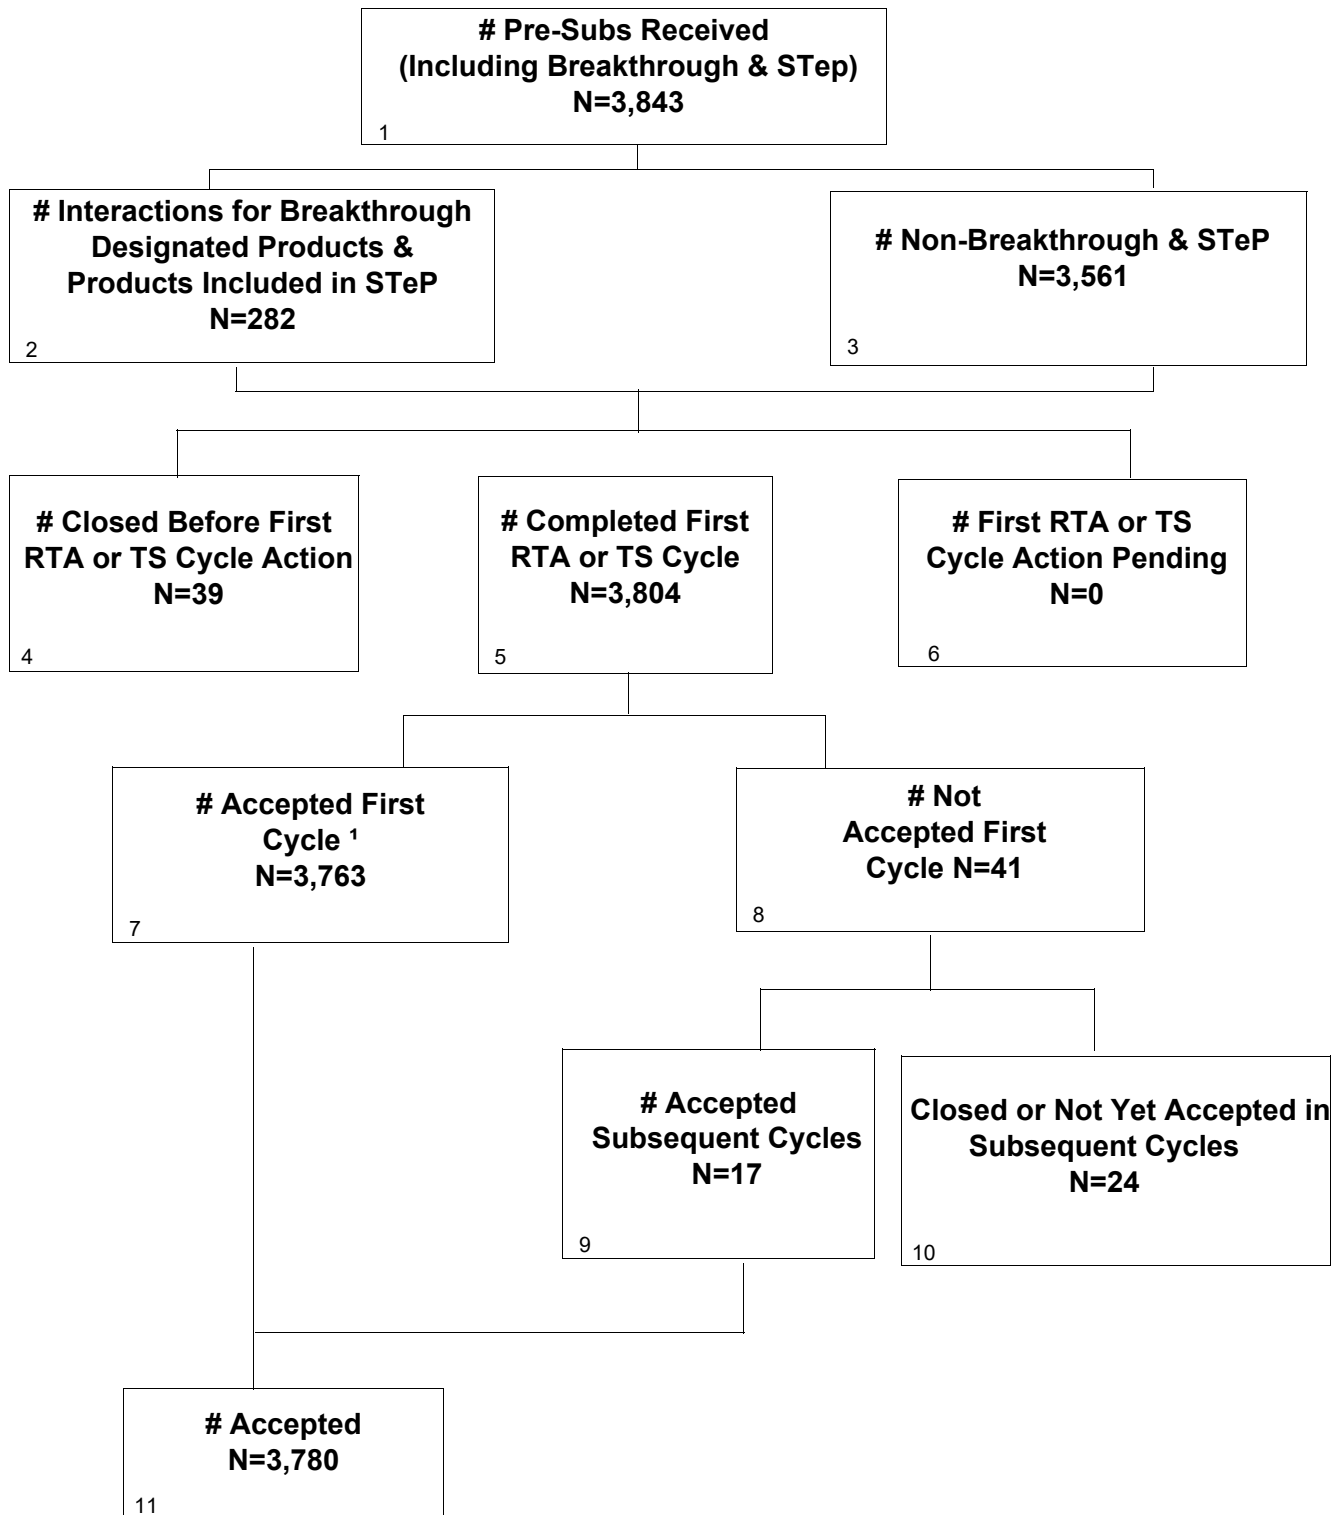 # Pre-Subs Received
(Including Breakthrough & STep)
N=3,843
1
# Interactions for Breakthrough
Designated Products &
Products Included in STeP
N=282
2
# Non-Breakthrough & STeP
N=3,561
3
# Closed Before First
RTA or TS Cycle Action
N=39
4
# Completed First
RTA or TS Cycle
N=3,804
5
# First RTA or TS
Cycle Action Pending
N=0
6
# Accepted First
Cycle ¹
N=3,763
7
# Not
Accepted First
Cycle N=41
8
# Accepted
Subsequent Cycles
N=17
9
Closed or Not Yet Accepted in
Subsequent Cycles
N=24
10
# Accepted
N=3,780
11